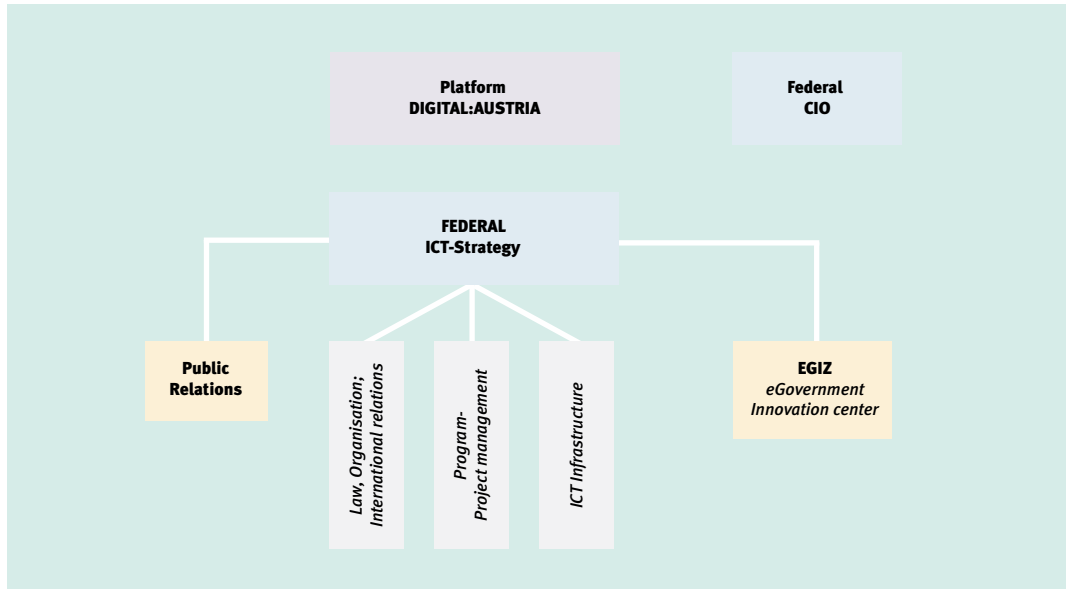 Platform
DIGITAL:AUSTRIA
Federal
CIO
FEDERAL
ICT-Strategy
Public
Relations
Law, Organisation;
International relations
Program-
Project management
ICT Infrastructure
EGIZ
eGovernment
Innovation center